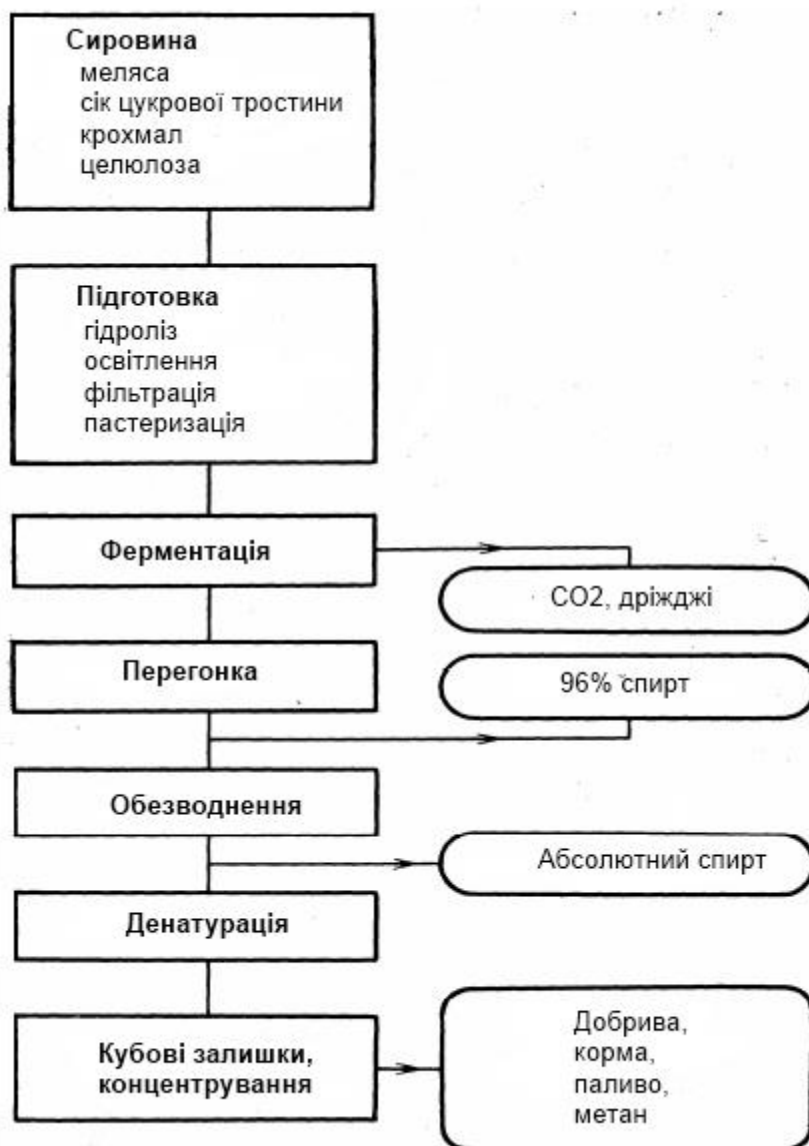 Сировина
меляса
сік цукрової тростини
крохмал
целюлоза
Підготовка
гідроліз
освітлення
фільтрація
пастеризація
Ферментація
СО2, дріжджі
Перегонка
96% спирт
Обезводнення
Абсолютний спирт
Денатурація
Кубові залишки,
концентрування
Добрива,
корма,
паливо,
метан